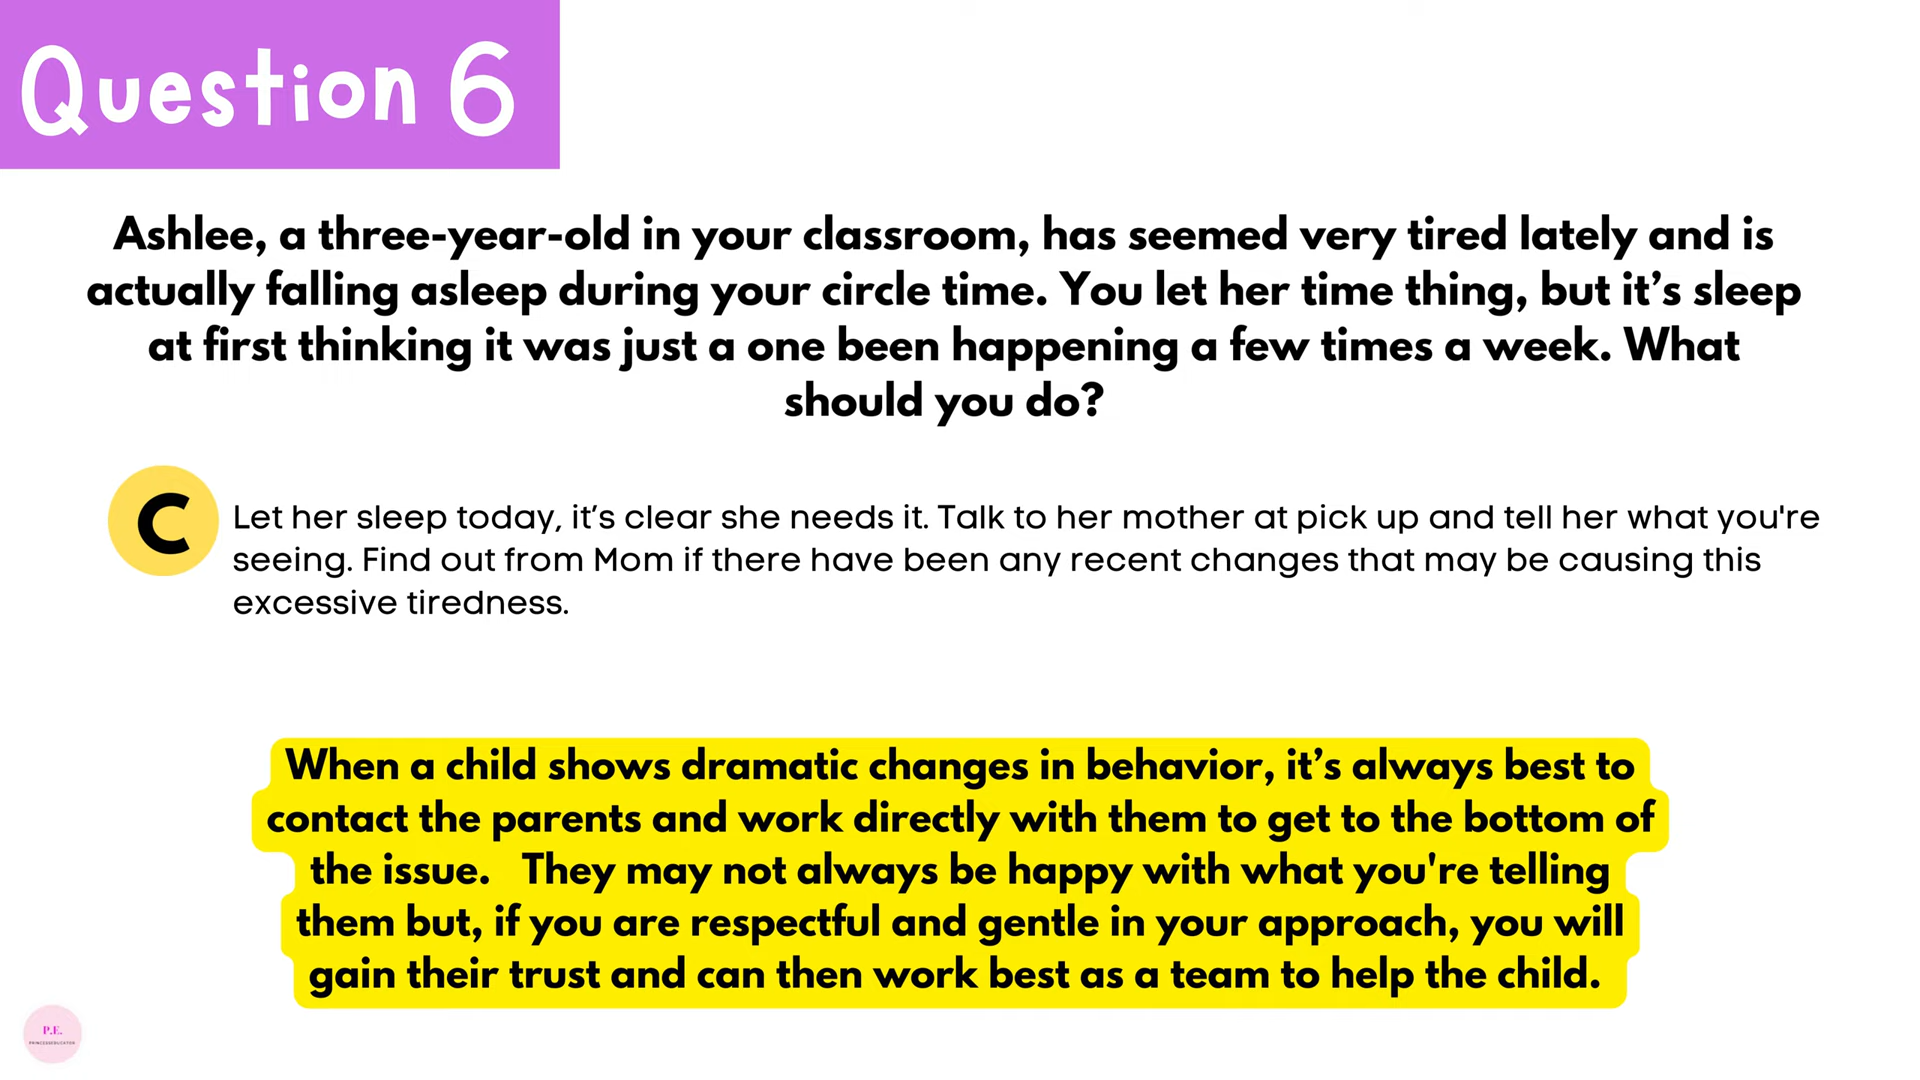 Question 6
Ashlee, a three-year-old in your classroom, has seemed very tired lately and is
actually falling asleep during your circle time. You let her time thing, but it’s sleep
at first thinking it was just a one been happening a few times a week. What
should you do?
C
Let her sleep today, it’s clear she needs it. Talk to her mother at pick up and tell her what you're
seeing. Find out from Mom if there have been any recent changes that may be causing this
excessive tiredness.
When a child shows dramatic changes in behavior, it’s always best to
contact the parents and work directly with them to get to the bottom of
the issue. They may not always be happy with what you're telling
them but, if you are respectful and gentle in your approach, you will
gain their trust and can then work best as a team to help the child.
P.E.
PRINCESSEDUCATOR